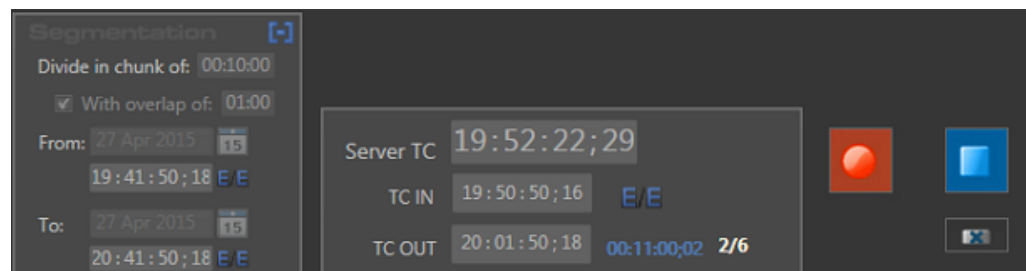 Segmentation [-]
Divide in chunk of: 00:10:00
With overlap of: 01:00
From: 27 Apr 2015 15
19:41:50;18 E/E
To: 27 Apr 2015 15
20:41:50;18 E/E
Server TC 19:52:22;29
TC IN 19:50:50;16 E/E
TC OUT 20:01:50;18 00:11:00;02 2/6